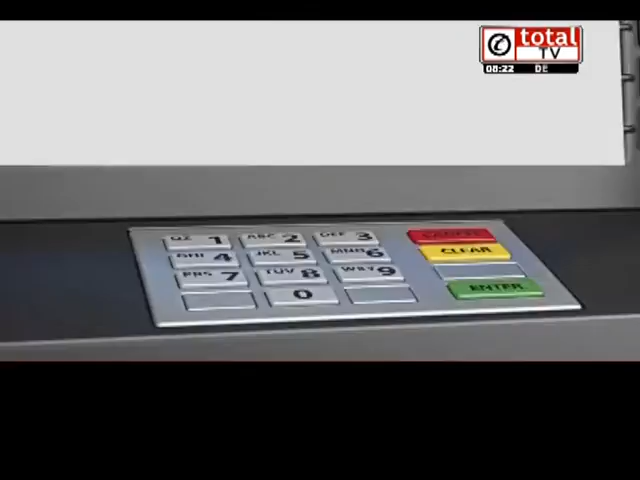 total
TV
08:22 DE
QZ 1 ABC 2 DEF 3 CANCEL
GHI 4 JKL 5 MNO 6 CLEAR
PRS 7 TUV 8 WXY 9
0 ENTER